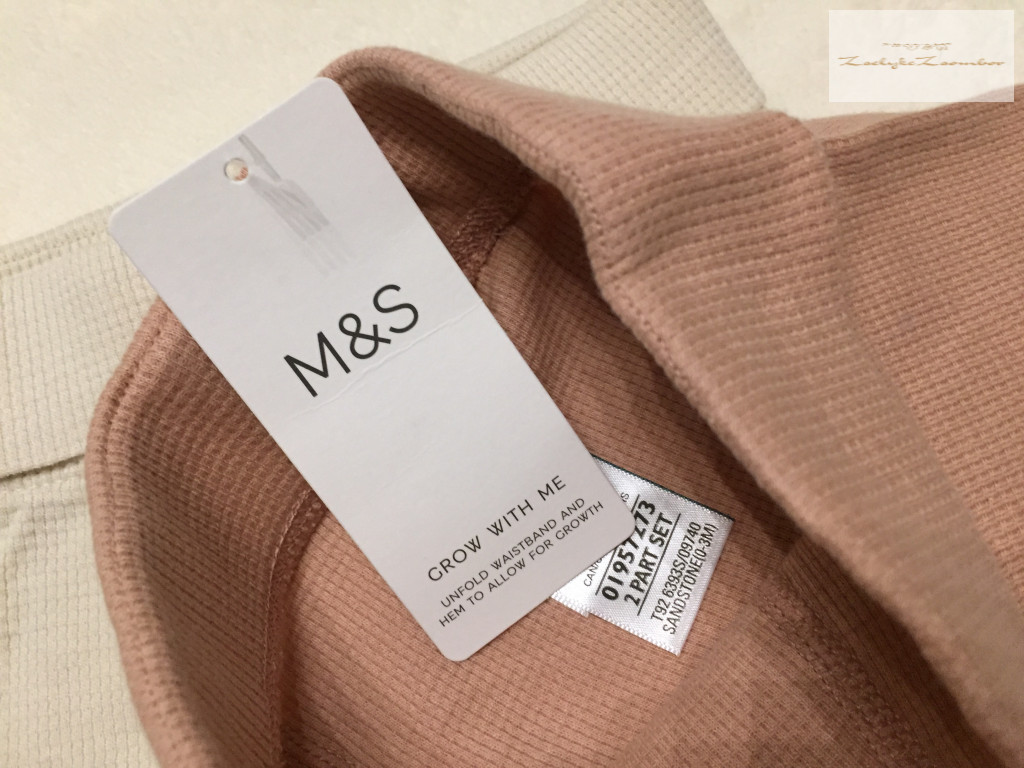 M&S
GROW WITH ME
UNFOLD WAISTBAND AND
HEM TO ALLOW FOR GROWTH
01957273
2 PART SET
T92 6393S/09740
SANDSTONE(0-3M)